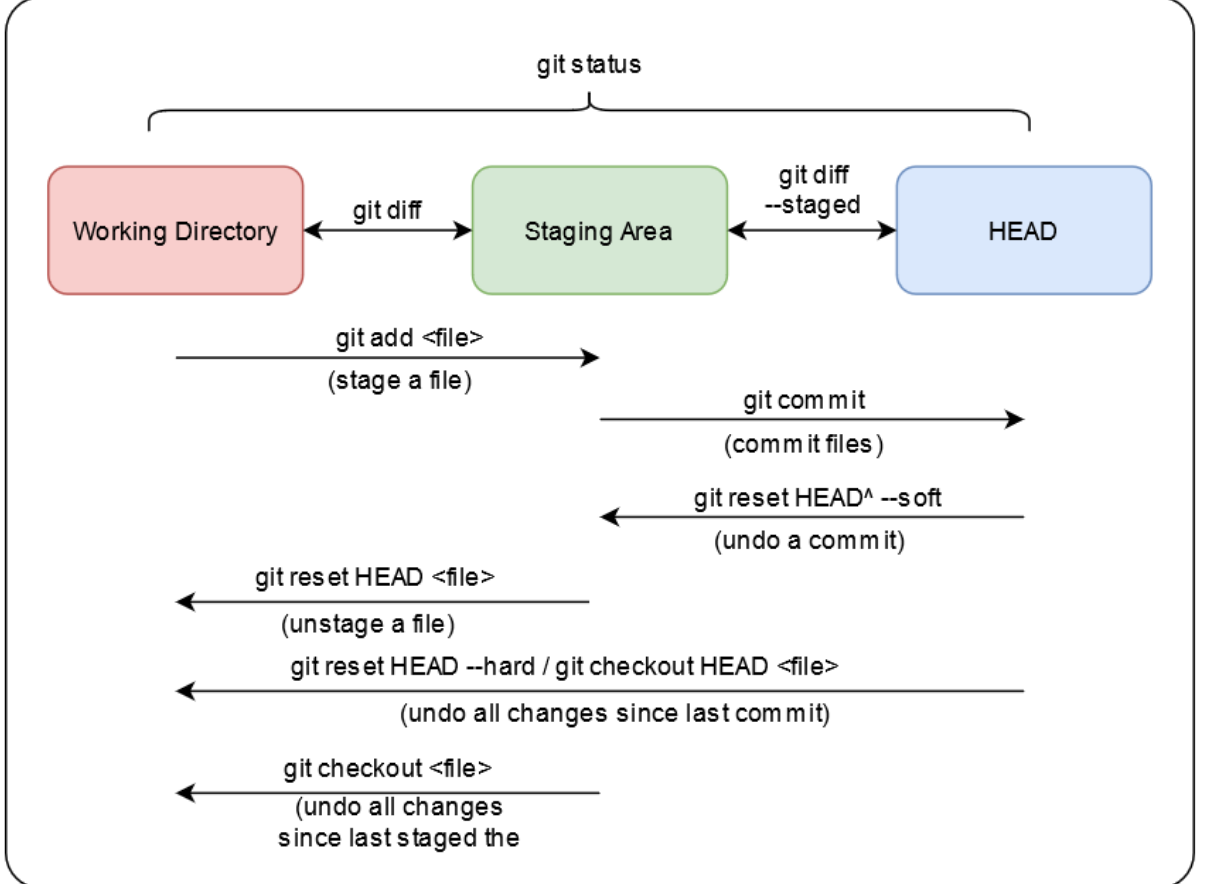 git status
Working Directory
git diff
Staging Area
git diff
--staged
HEAD
git add <file>
(stage a file)
git commit
(commit files)
git reset HEAD^ --soft
(undo a commit)
git reset HEAD <file>
(unstage a file)
git reset HEAD --hard / git checkout HEAD <file>
(undo all changes since last commit)
git checkout <file>
(undo all changes
since last staged the